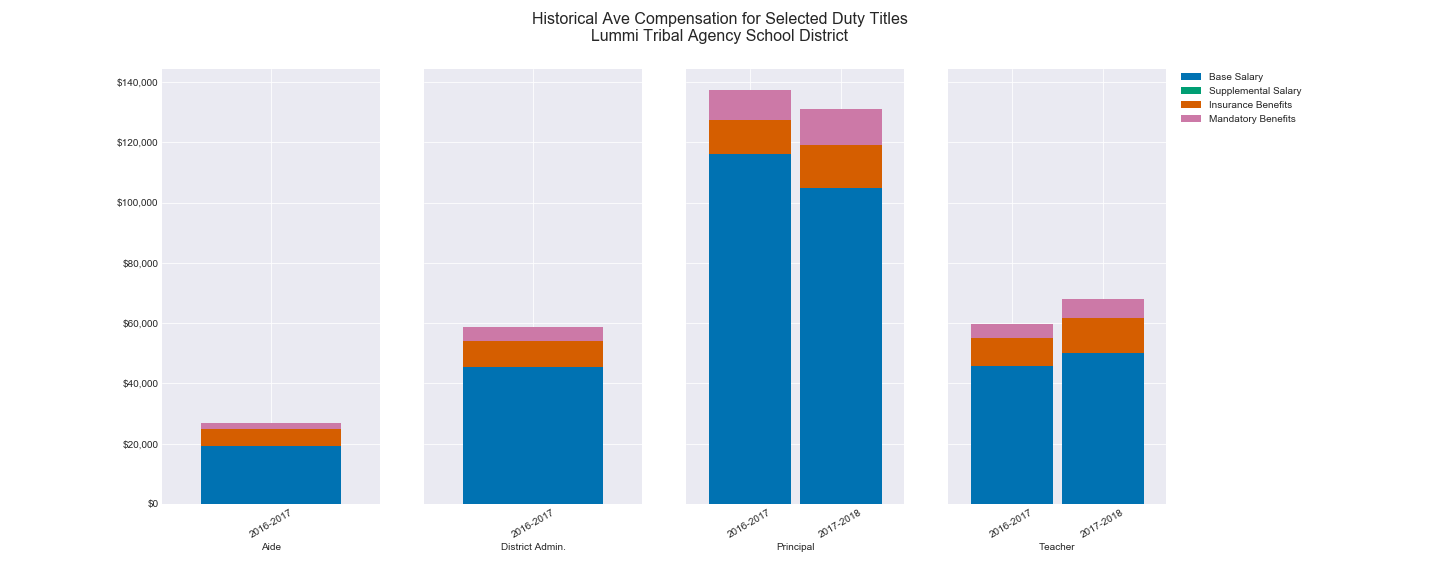 Historical Ave Compensation for Selected Duty Titles
Lummi Tribal Agency School District
$140,000
$120,000
$100,000
$80,000
$60,000
$40,000
$20,000
$0
2016-2017
Aide
2016-2017
District Admin.
2016-2017
2017-2018
Principal
2016-2017
2017-2018
Teacher
Base Salary
Supplemental Salary
Insurance Benefits
Mandatory Benefits